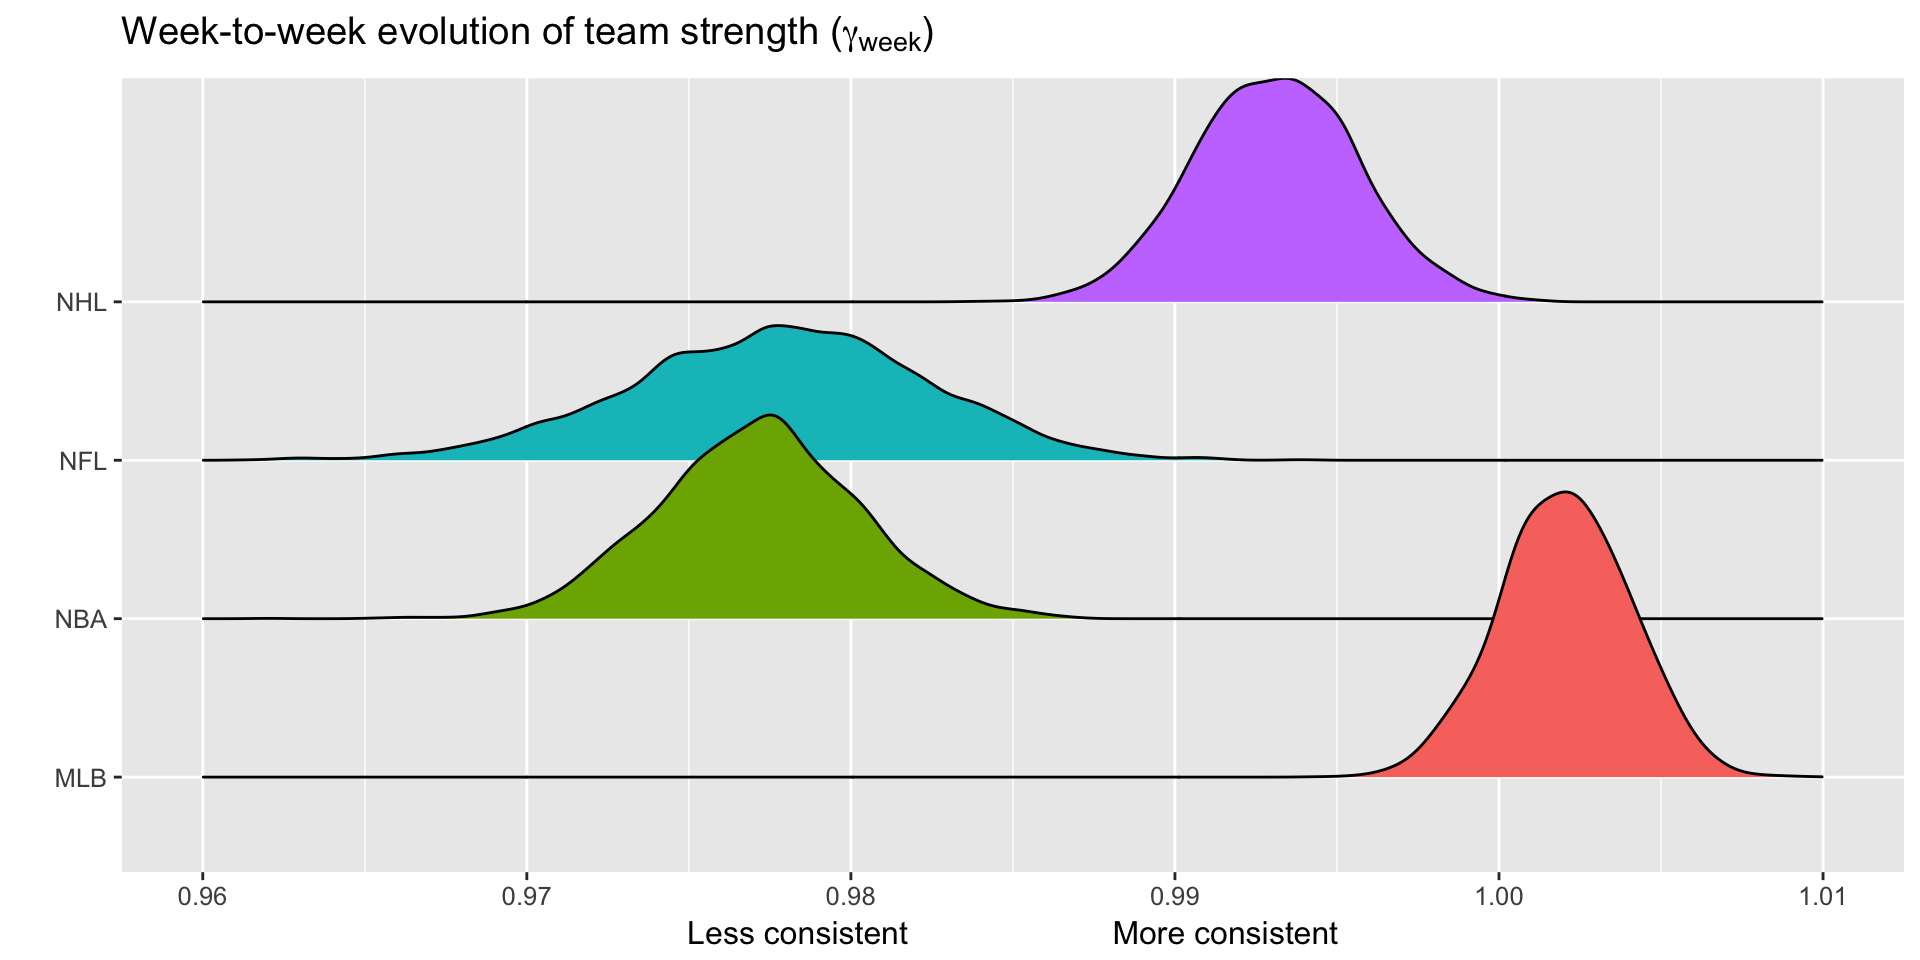 Week-to-week evolution of team strength (γweek)
NHL
NFL
NBA
MLB
0.96 0.97 0.98 0.99 1.00 1.01
Less consistent More consistent